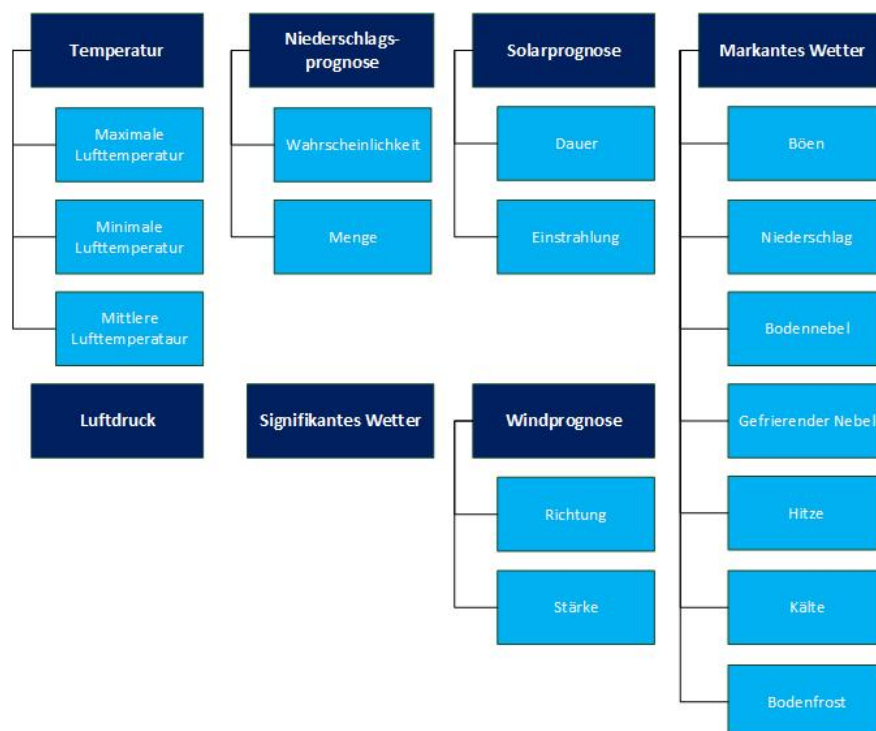 Temperatur
Maximale
Lufttemperatur
Minimale
Lufttemperatur
Mittlere
Lufttemperataur
Niederschlags-
prognose
Wahrscheinlichkeit
Menge
Solarprognose
Dauer
Einstrahlung
Markantes Wetter
Böen
Niederschlag
Bodennebel
Gefrierender Nebel
Hitze
Kälte
Bodenfrost
Luftdruck
Signifikantes Wetter
Windprognose
Richtung
Stärke